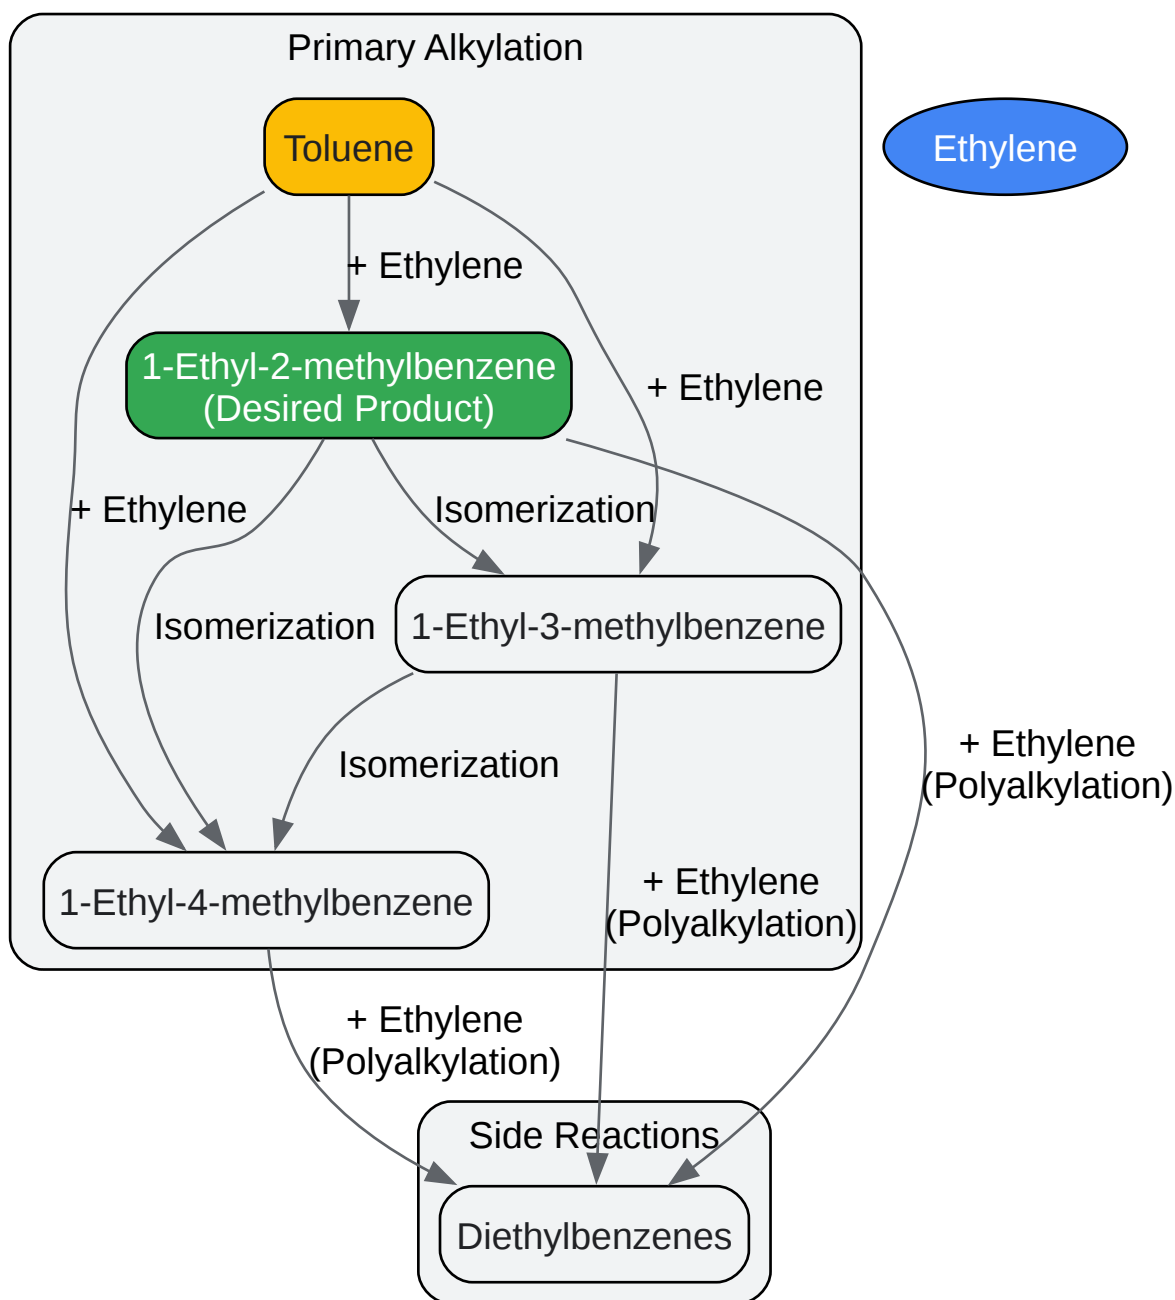 Primary Alkylation
Toluene
Ethylene
+ Ethylene
1-Ethyl-2-methylbenzene
(Desired Product)
+ Ethylene
+ Ethylene
Isomerization
Isomerization
1-Ethyl-3-methylbenzene
+ Ethylene
(Polyalkylation)
Isomerization
1-Ethyl-4-methylbenzene
+ Ethylene
(Polyalkylation)
+ Ethylene
(Polyalkylation)
Side Reactions
Diethylbenzenes